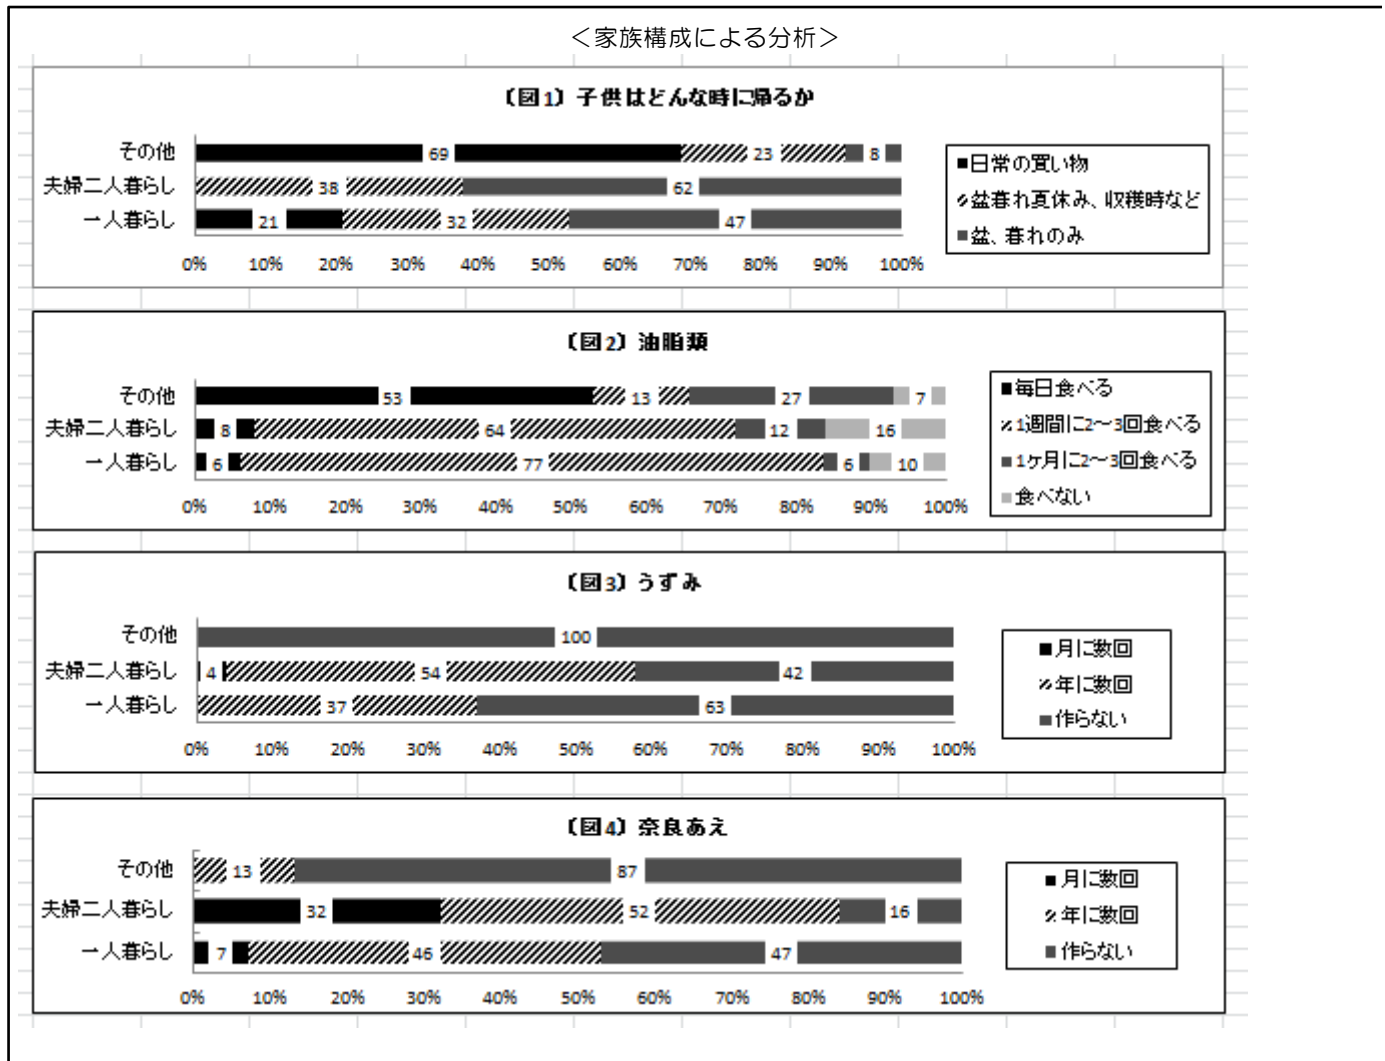 ＜家族構成による分析＞
〔図1〕子供はどんな時に帰るか
その他 69 23 8
夫婦二人暮らし 38 62
一人暮らし 21 32 47
0% 10% 20% 30% 40% 50% 60% 70% 80% 90% 100%
日常の買い物
盆暮れ夏休み、収穫時など
盆、暮れのみ
〔図2〕油脂類
その他 53 13 27 7
夫婦二人暮らし 8 64 12 16
一人暮らし 6 77 6 10
0% 10% 20% 30% 40% 50% 60% 70% 80% 90% 100%
毎日食べる
1週間に2～3回食べる
1ヶ月に2～3回食べる
食べない
〔図3〕うずみ
その他 100
夫婦二人暮らし 4 54 42
一人暮らし 37 63
0% 10% 20% 30% 40% 50% 60% 70% 80% 90% 100%
月に数回
年に数回
作らない
〔図4〕奈良あえ
その他 13 87
夫婦二人暮らし 32 52 16
一人暮らし 7 46 47
0% 10% 20% 30% 40% 50% 60% 70% 80% 90% 100%
月に数回
年に数回
作らない